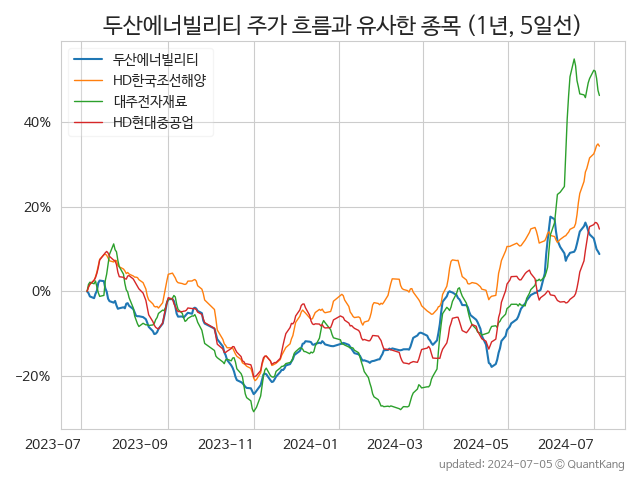 두산에너빌리티 주가 흐름과 유사한 종목 (1년, 5일선)
두산에너빌리티
HD한국조선해양
대주전자재료
HD현대중공업
40%
20%
0%
−20%
2023-07 2023-09 2023-11 2024-01 2024-03 2024-05 2024-07
updated: 2024-07-05 © QuantKang